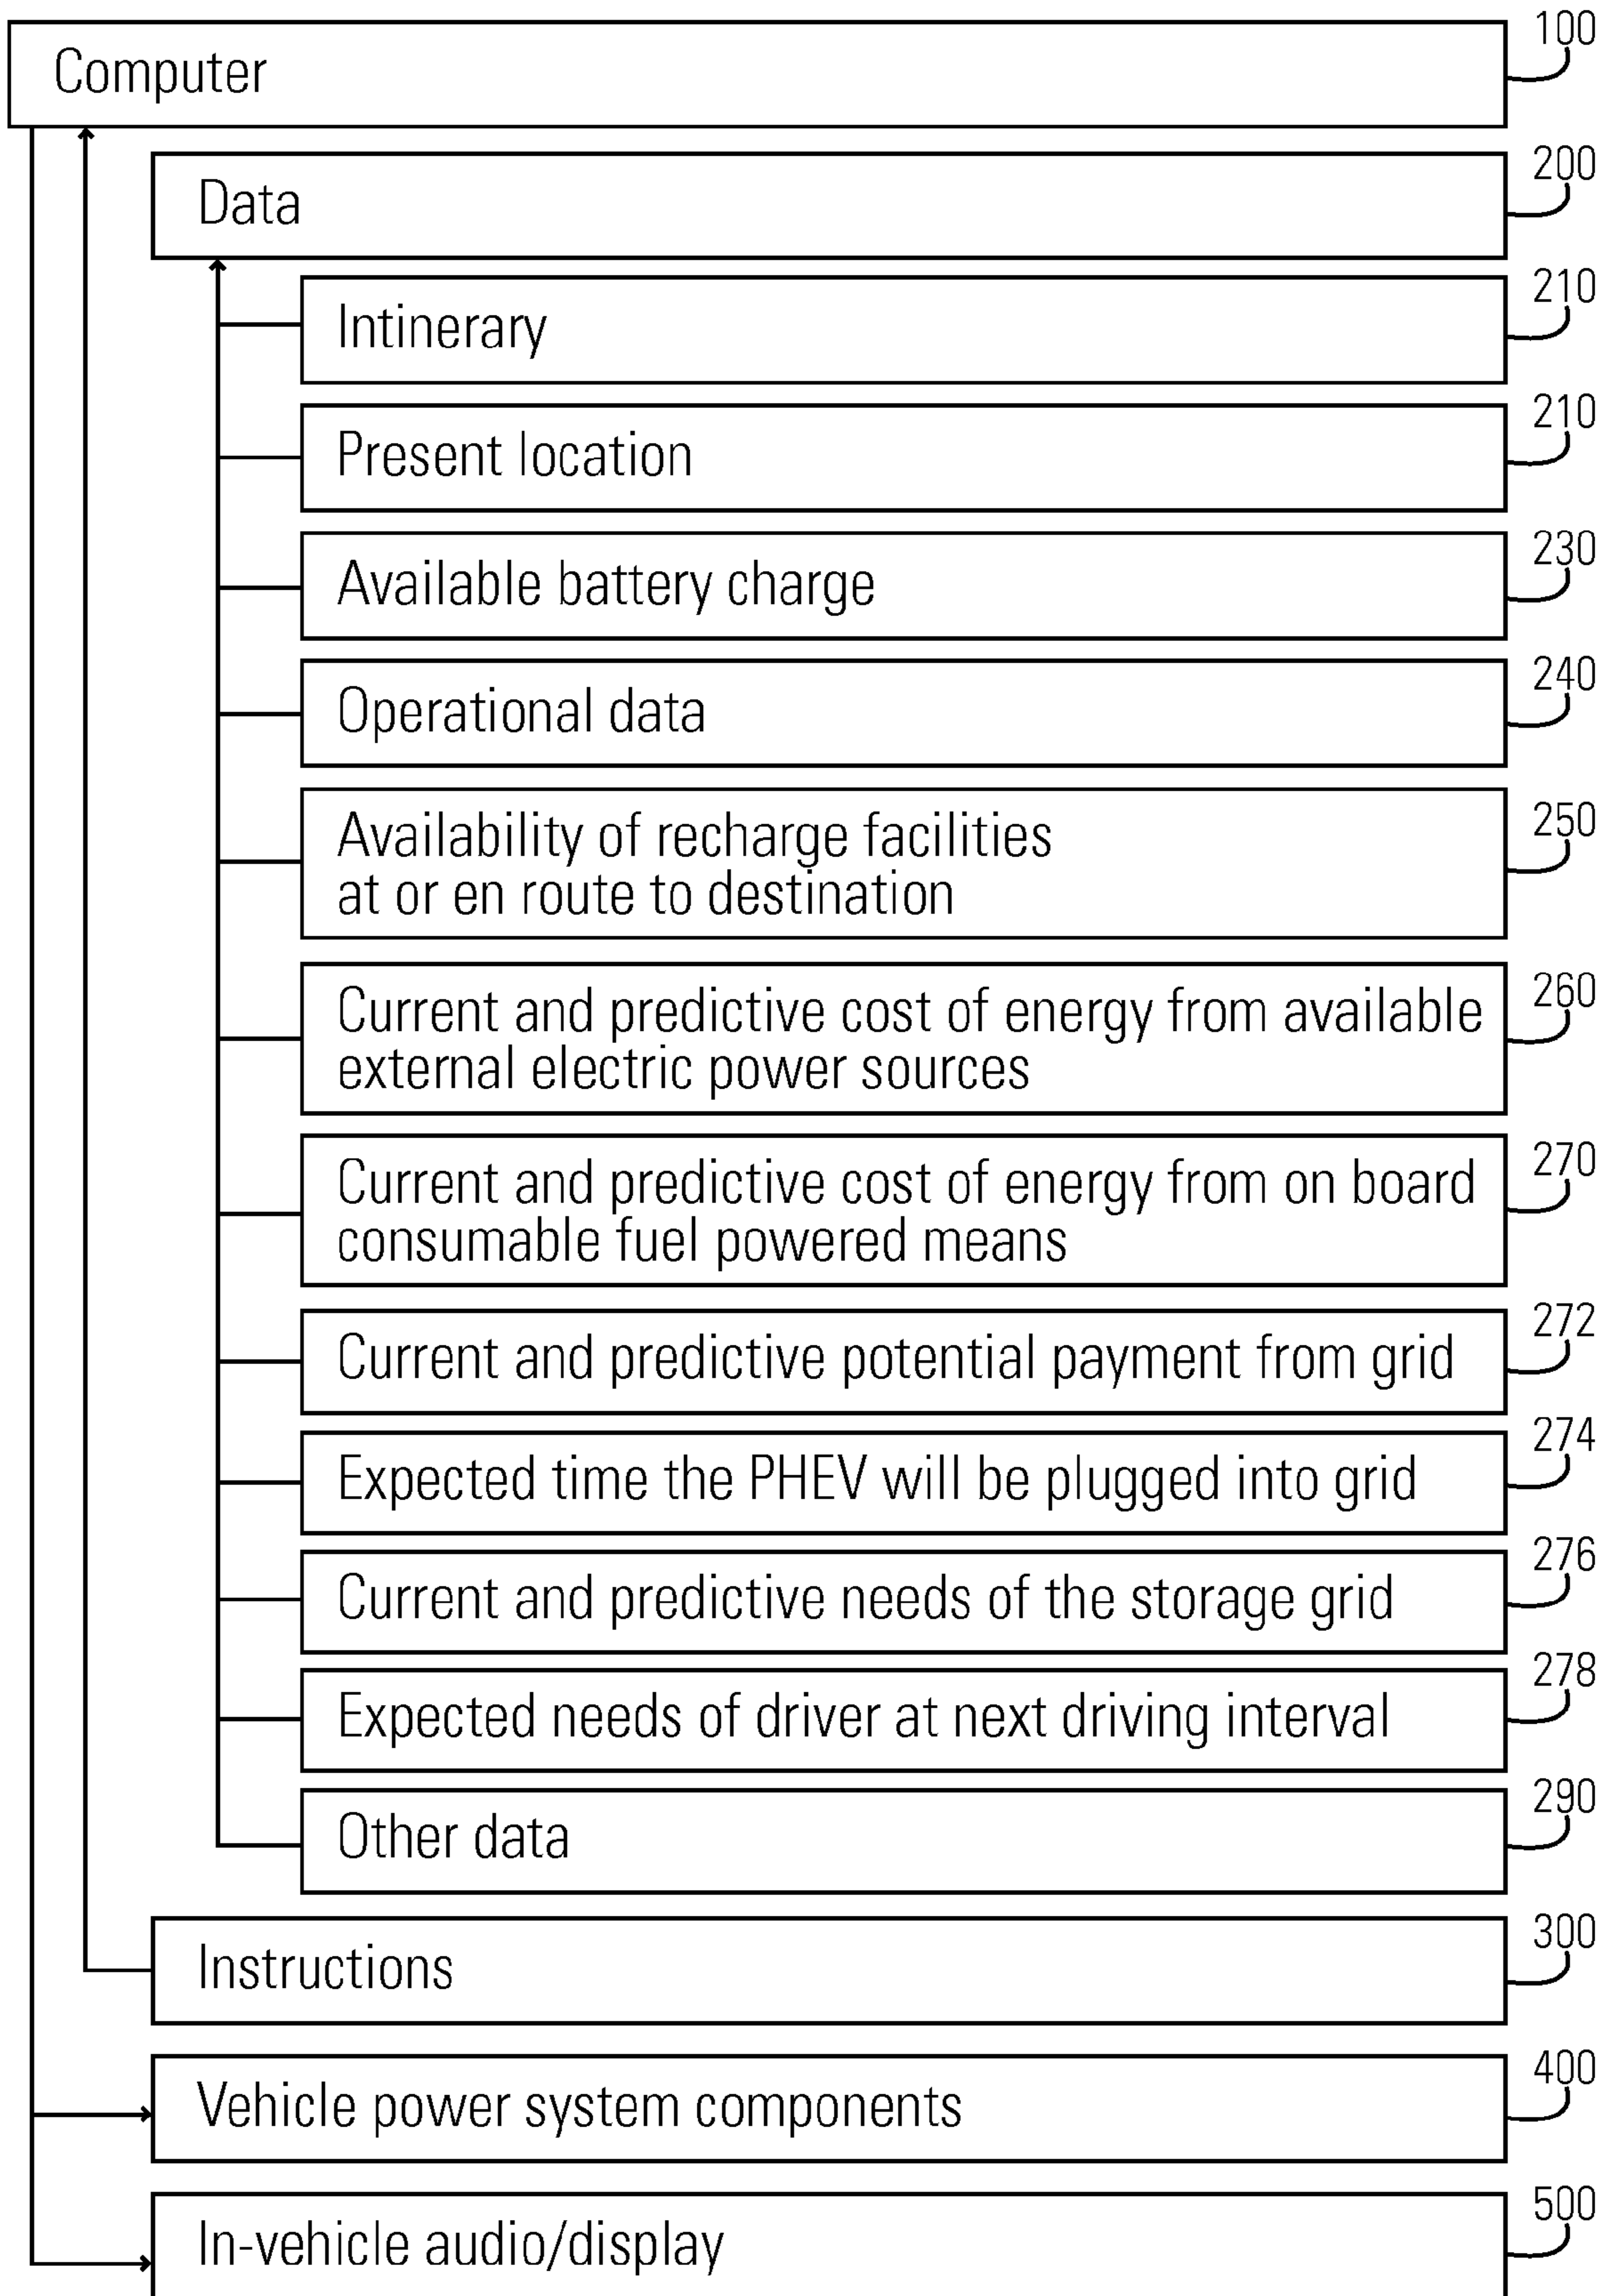 100
Computer
200
Data
210
Intinerary
210
Present location
230
Available battery charge
240
Operational data
250
Availability of recharge facilities
at or en route to destination
260
Current and predictive cost of energy from available
external electric power sources
270
Current and predictive cost of energy from on board
consumable fuel powered means
272
Current and predictive potential payment from grid
274
Expected time the PHEV will be plugged into grid
276
Current and predictive needs of the storage grid
278
Expected needs of driver at next driving interval
290
Other data
300
Instructions
400
Vehicle power system components
500
In-vehicle audio/display